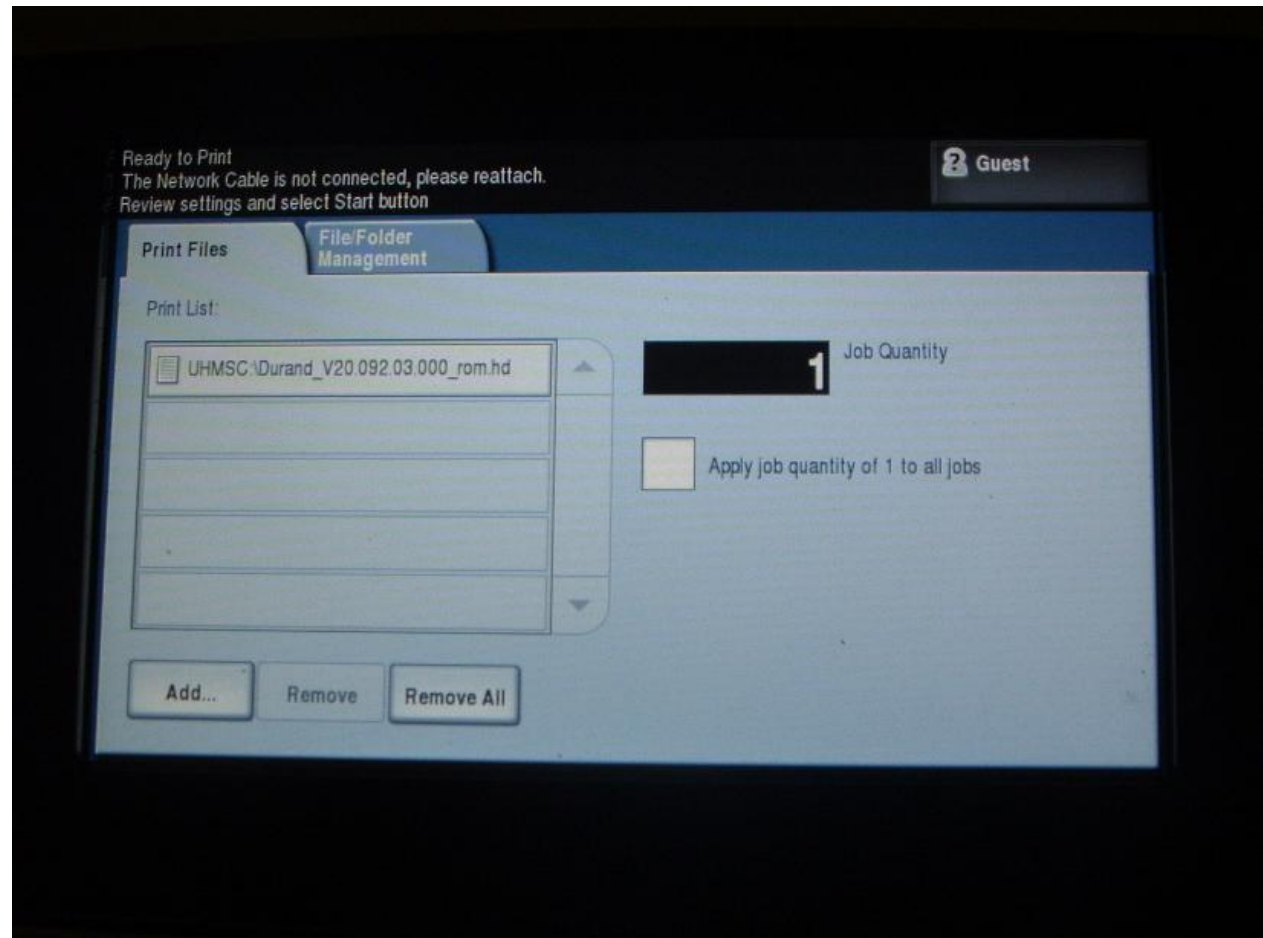 Ready to Print
The Network Cable is not connected, please reattach.
Review settings and select Start button
Guest
Print Files
File/Folder
Management
Print List:
UHMSC:\Durand_V20.092.03.000_rom.hd
1
Job Quantity
Apply job quantity of 1 to all jobs
Add...
Remove
Remove All